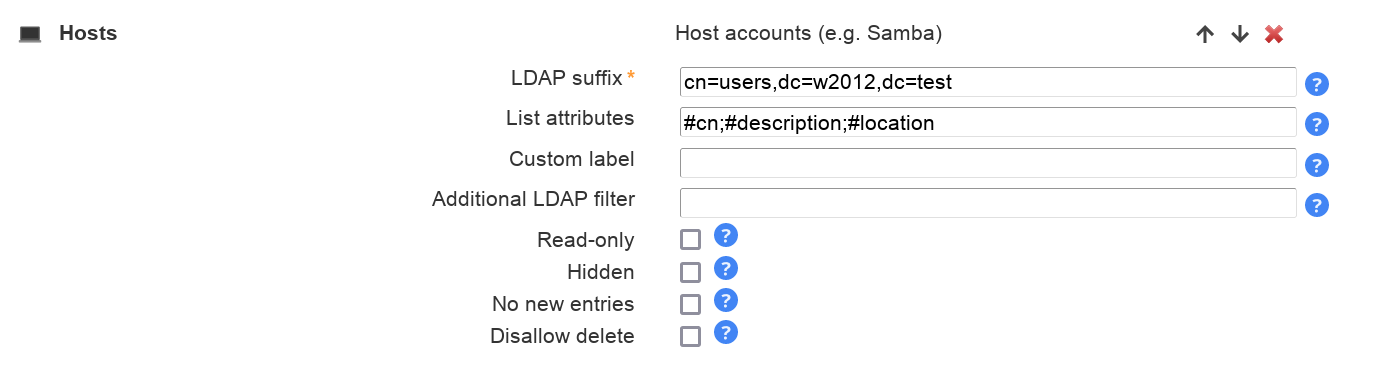 Hosts Host accounts (e.g. Samba)
LDAP suffix * cn=users,dc=w2012,dc=test ?
List attributes #cn;#description;#location ?
Custom label ?
Additional LDAP filter ?
Read-only ?
Hidden ?
No new entries ?
Disallow delete ?